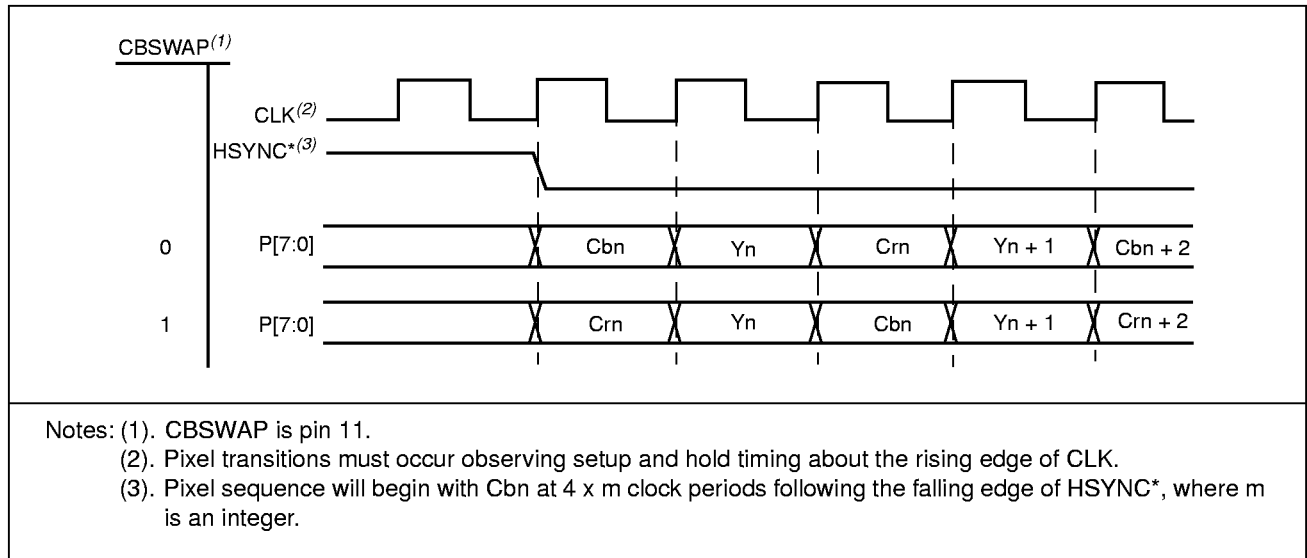 CBSWAP(1)
CLK(2)
HSYNC*(3)
0 P[7:0] Cbn Yn Crn Yn + 1 Cbn + 2
1 P[7:0] Crn Yn Cbn Yn + 1 Crn + 2
Notes: (1). CBSWAP is pin 11.
(2). Pixel transitions must occur observing setup and hold timing about the rising edge of CLK.
(3). Pixel sequence will begin with Cbn at 4 x m clock periods following the falling edge of HSYNC*, where m
is an integer.